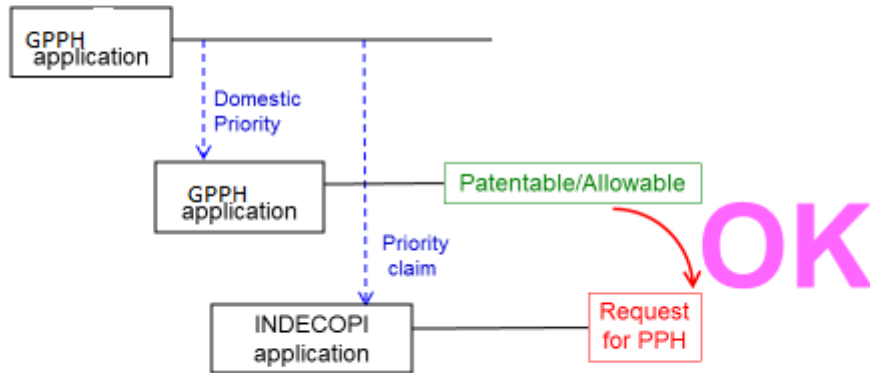 GPPH
application
Domestic
Priority
GPPH
application
Patentable/Allowable
OK
Priority
claim
INDECOPI
application
Request
for PPH